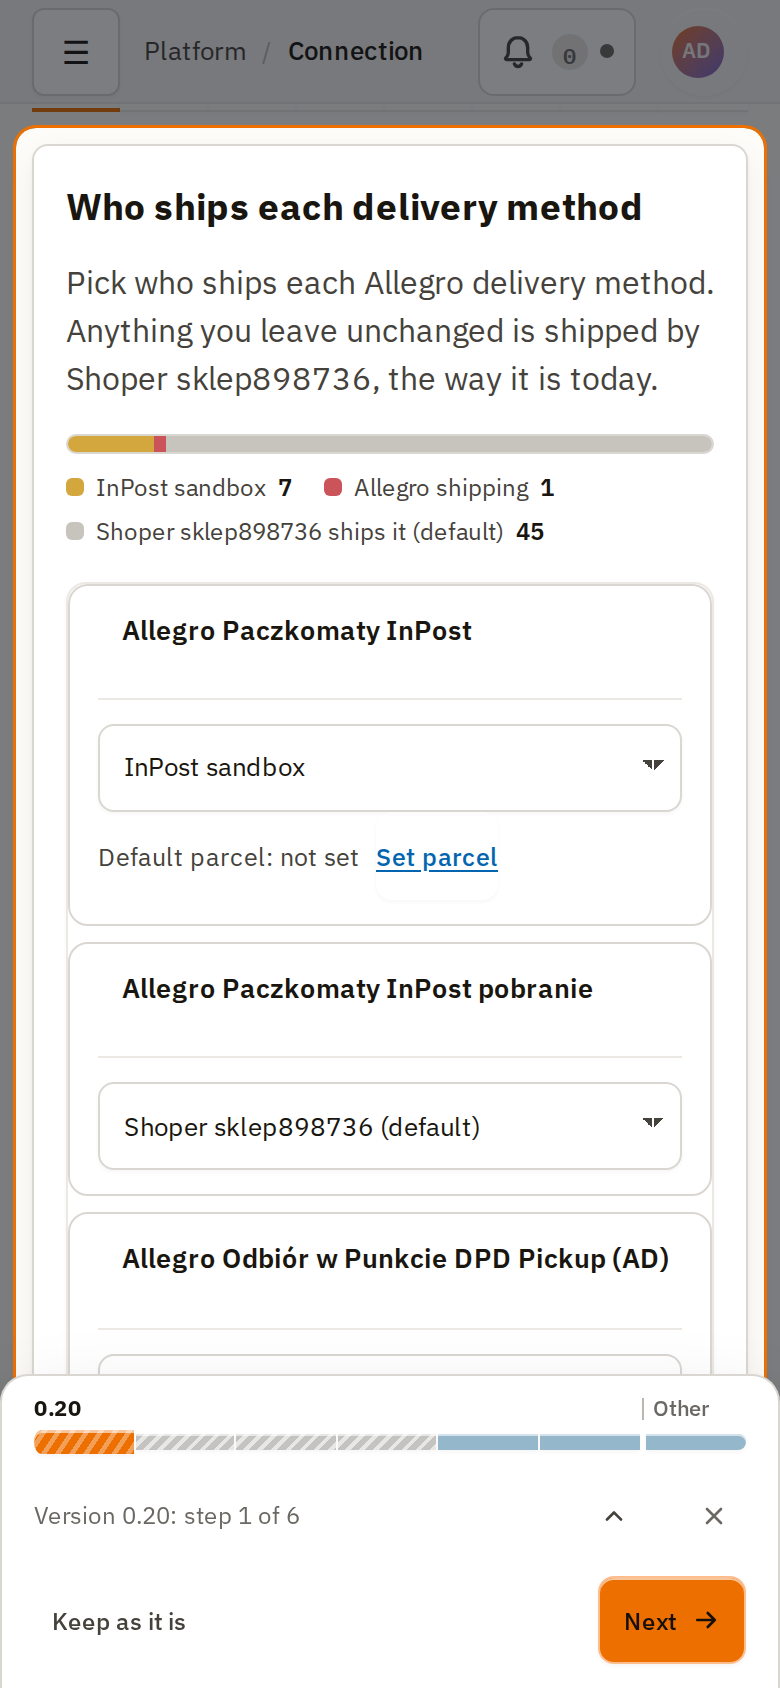 Platform / Connection
0
AD
Who ships each delivery method
Pick who ships each Allegro delivery method.
Anything you leave unchanged is shipped by
Shoper sklep898736, the way it is today.
InPost sandbox 7 Allegro shipping 1
Shoper sklep898736 ships it (default) 45
Allegro Paczkomaty InPost
InPost sandbox
Default parcel: not set Set parcel
Allegro Paczkomaty InPost pobranie
Shoper sklep898736 (default)
Allegro Odbiór w Punkcie DPD Pickup (AD)
0.20 Other
Version 0.20: step 1 of 6
Keep as it is Next